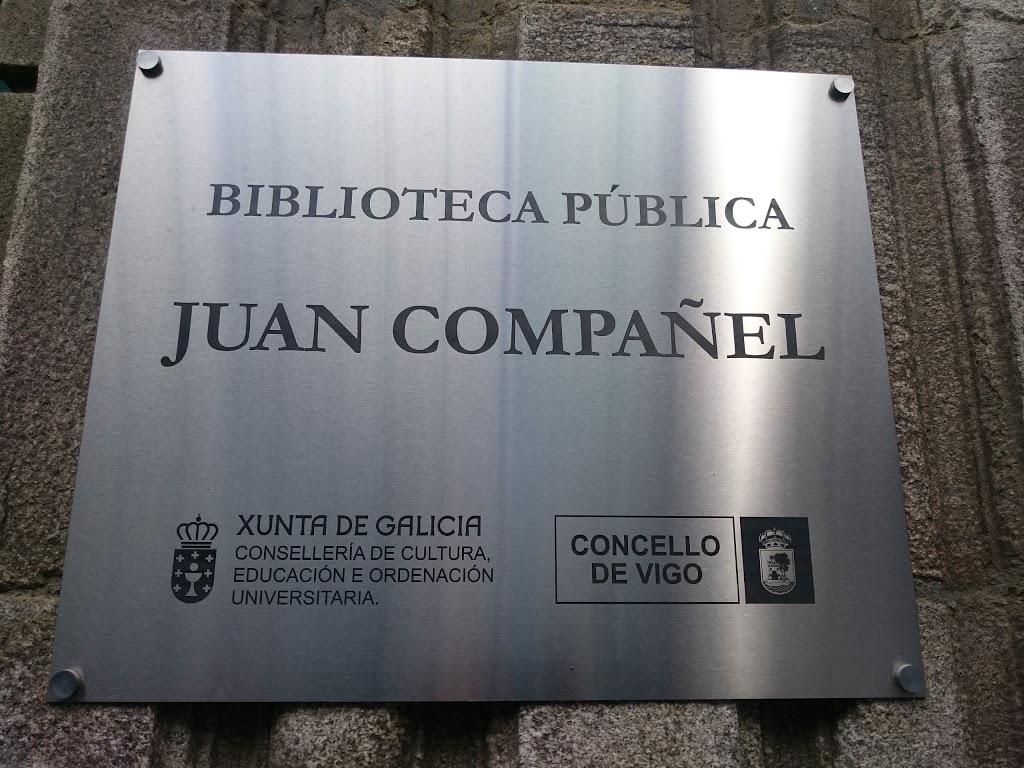 BIBLIOTECA PÚBLICA
JUAN COMPAÑEL
XUNTA DE GALICIA
CONSELLERÍA DE CULTURA,
EDUCACIÓN E ORDENACIÓN
UNIVERSITARIA.
CONCELLO
DE VIGO